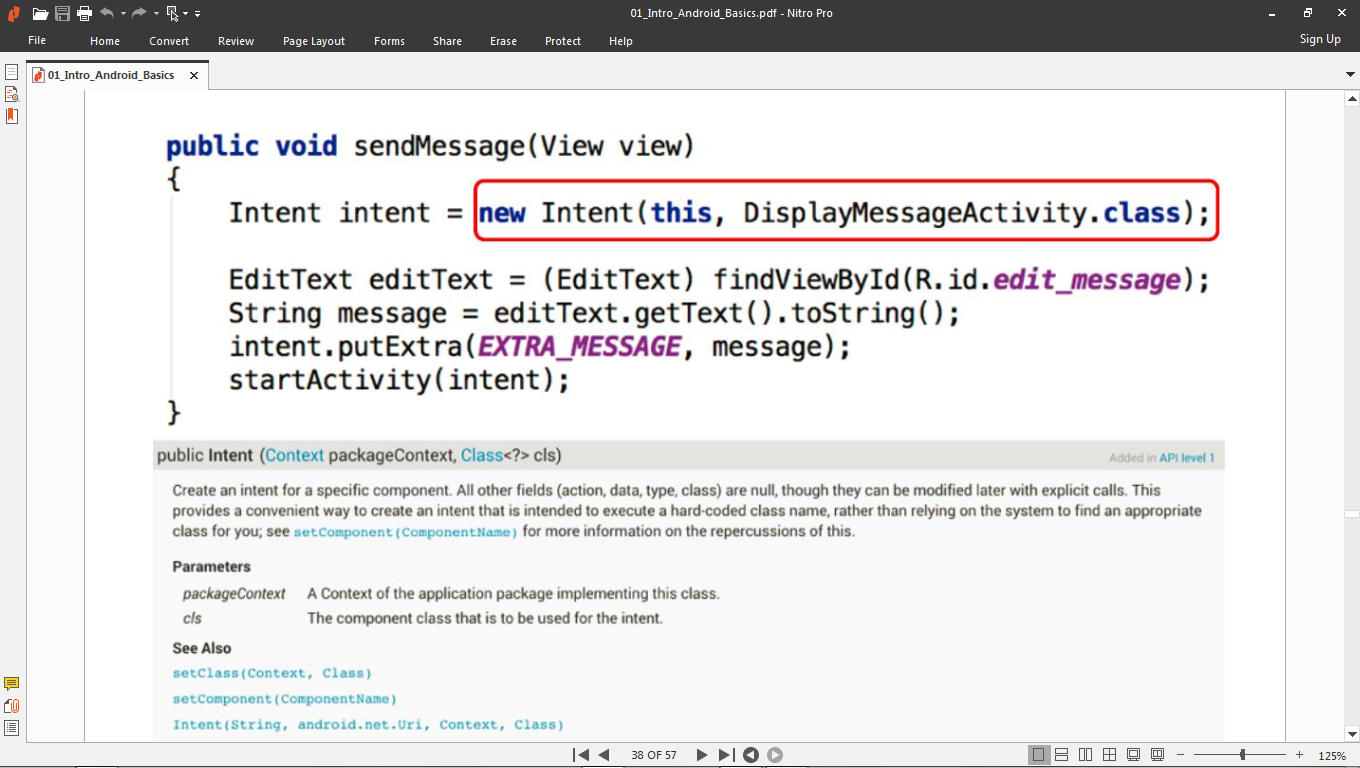 01_Intro_Android_Basics.pdf - Nitro Pro
File Home Convert Review Page Layout Forms Share Erase Protect Help Sign Up
01_Intro_Android_Basics
public void sendMessage(View view)
{
Intent intent = new Intent(this, DisplayMessageActivity.class);
EditText editText = (EditText) findViewById(R.id.edit_message);
String message = editText.getText().toString();
intent.putExtra(EXTRA_MESSAGE, message);
startActivity(intent);
}
public Intent (Context packageContext, Class<?> cls) Added in API level 1
Create an intent for a specific component. All other fields (action, data, type, class) are null, though they can be modified later with explicit calls. This
provides a convenient way to create an intent that is intended to execute a hard-coded class name, rather than relying on the system to find an appropriate
class for you; see setComponent(ComponentName) for more information on the repercussions of this.
Parameters
packageContext A Context of the application package implementing this class.
cls The component class that is to be used for the intent.
See Also
setClass(Context, Class)
setComponent(ComponentName)
Intent(String, android.net.Uri, Context, Class)
38 OF 57 125%